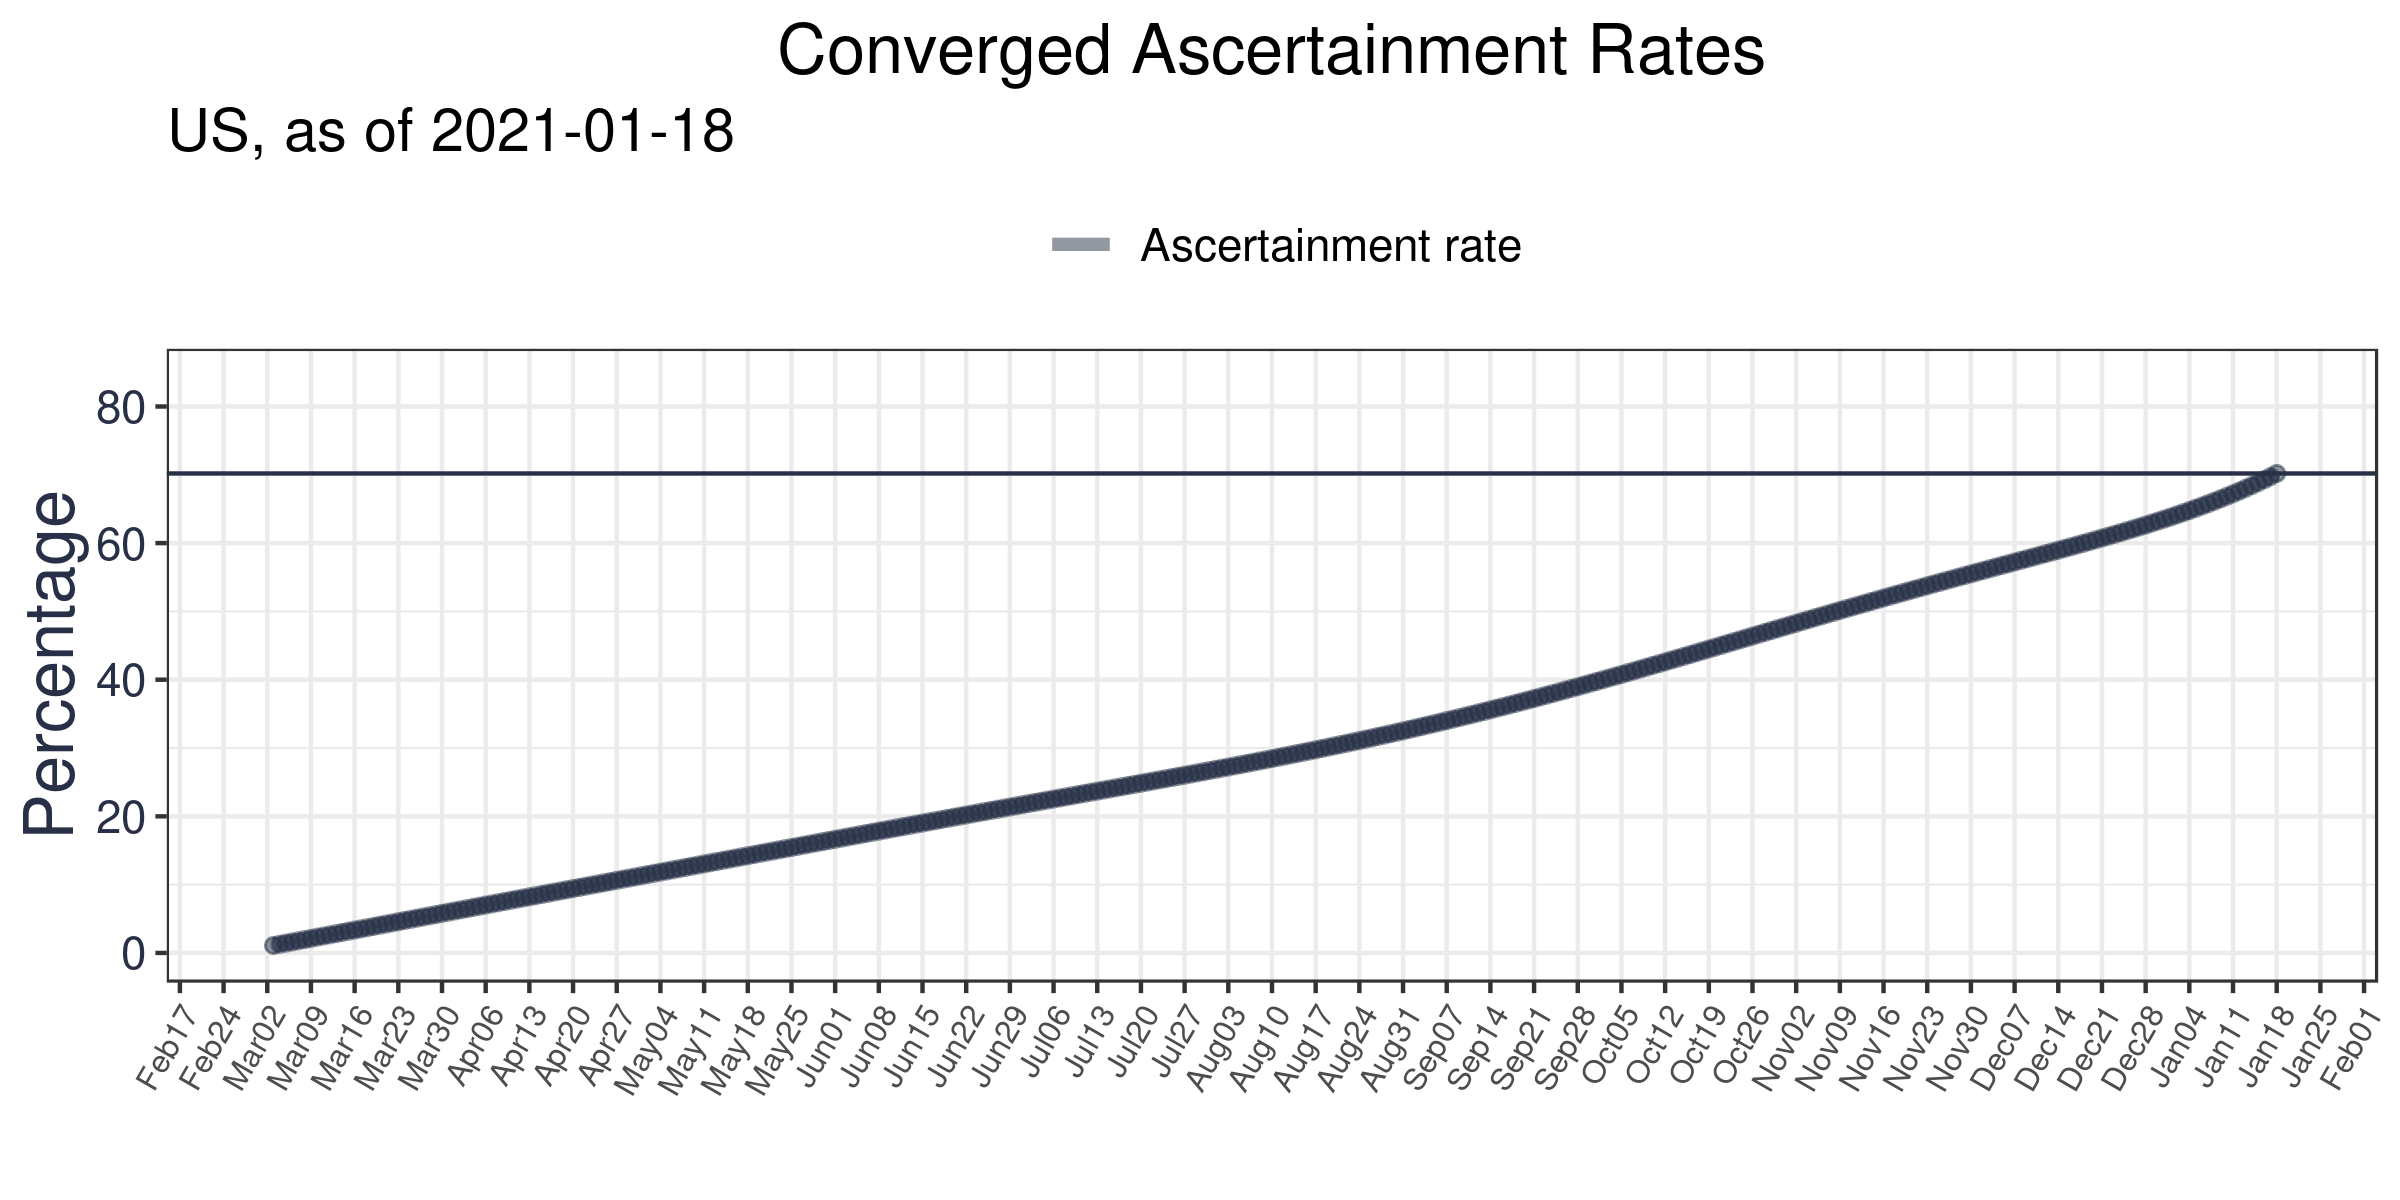 Converged Ascertainment Rates
US, as of 2021-01-18
Ascertainment rate
Percentage
80
60
40
20
0
Feb17 Feb24 Mar02 Mar09 Mar16 Mar23 Mar30 Apr06 Apr13 Apr20 Apr27 May04 May11 May18 May25 Jun01 Jun08 Jun15 Jun22 Jun29 Jul06 Jul13 Jul20 Jul27 Aug03 Aug10 Aug17 Aug24 Aug31 Sep07 Sep14 Sep21 Sep28 Oct05 Oct12 Oct19 Oct26 Nov02 Nov09 Nov16 Nov23 Nov30 Dec07 Dec14 Dec21 Dec28 Jan04 Jan11 Jan18 Jan25 Feb01